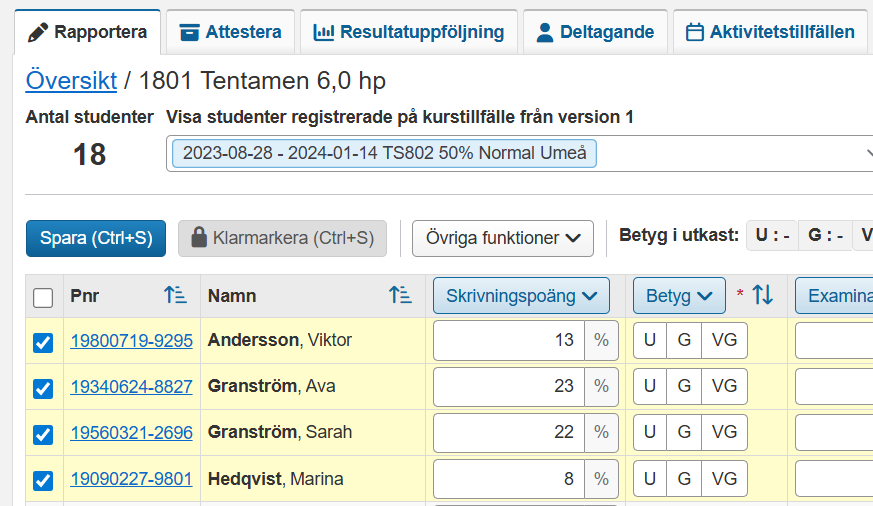 Rapportera Attestera Resultatuppföljning Deltagande Aktivitetstillfällen
Översikt / 1801 Tentamen 6,0 hp
Antal studenter Visa studenter registrerade på kurstillfälle från version 1
18 2023-08-28 - 2024-01-14 TS802 50% Normal Umeå
Spara (Ctrl+S) Klarmarkera (Ctrl+S) Övriga funktioner Betyg i utkast: U : - G : - V
Pnr Namn Skrivningspoäng Betyg * Examina
19800719-9295 Andersson, Viktor 13 % U G VG
19340624-8827 Granström, Ava 23 % U G VG
19560321-2696 Granström, Sarah 22 % U G VG
19090227-9801 Hedqvist, Marina 8 % U G VG